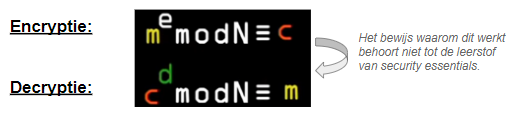 Encryptie:
m^e modN ≡ c
Het bewijs waarom dit werkt
behoort niet tot de leerstof
van security essentials.
Decryptie:
c^d modN ≡ m